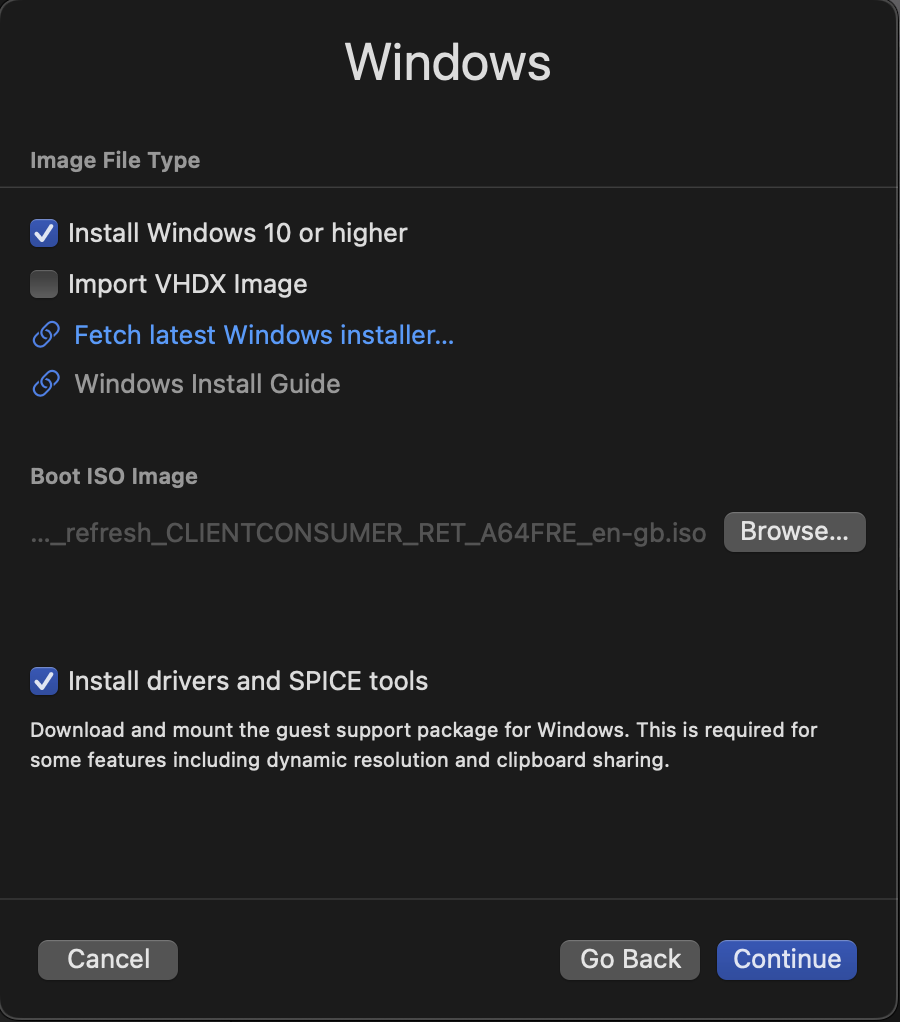 Windows
Image File Type
Install Windows 10 or higher
Import VHDX Image
Fetch latest Windows installer...
Windows Install Guide
Boot ISO Image
..._refresh_CLIENTCONSUMER_RET_A64FRE_en-gb.iso
Browse...
Install drivers and SPICE tools
Download and mount the guest support package for Windows. This is required for
some features including dynamic resolution and clipboard sharing.
Cancel
Go Back
Continue